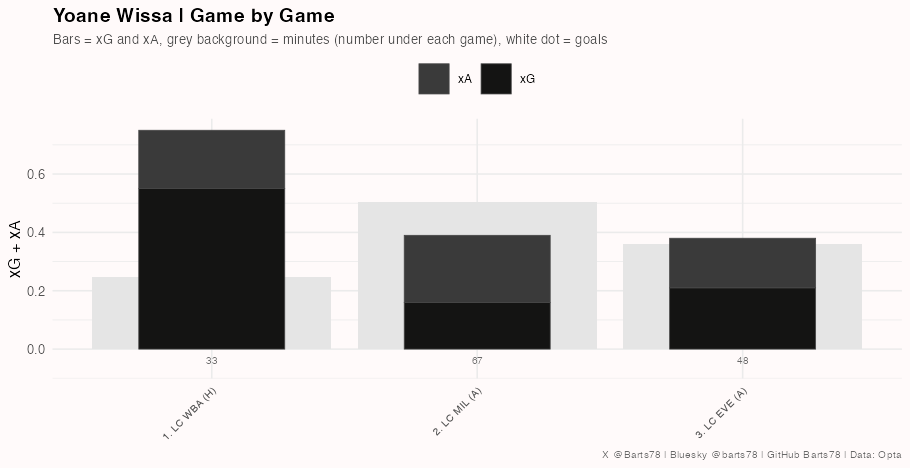 Yoane Wissa | Game by Game
Bars = xG and xA, grey background = minutes (number under each game), white dot = goals
xA xG
xG + xA
0.6
0.4
0.2
0.0
33 67 48
1. LC WBA (H) 2. LC MIL (A) 3. LC EVE (A)
X @Barts78 | Bluesky @barts78 | GitHub Barts78 | Data: Opta